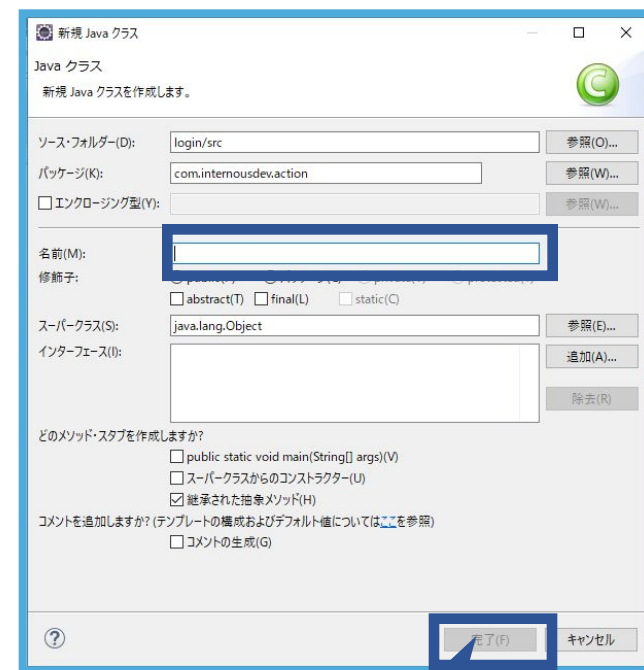 新規 Java クラス
Java クラス
新規 Java クラスを作成します。
ソース・フォルダー(D): login/src 参照(O)...
パッケージ(K): com.internousdev.action 参照(W)...
エンクロージング型(Y): 参照(W)...
名前(M):
修飾子:
abstract(T) final(L) static(C)
スーパークラス(S): java.lang.Object 参照(E)...
インターフェース(I): 追加(A)...
除去(R)
どのメソッド・スタブを作成しますか?
public static void main(String[] args)(V)
スーパークラスからのコンストラクター(U)
継承された抽象メソッド(H)
コメントを追加しますか? (テンプレートの構成およびデフォルト値についてはここを参照)
コメントの生成(G)
完了(F) キャンセル